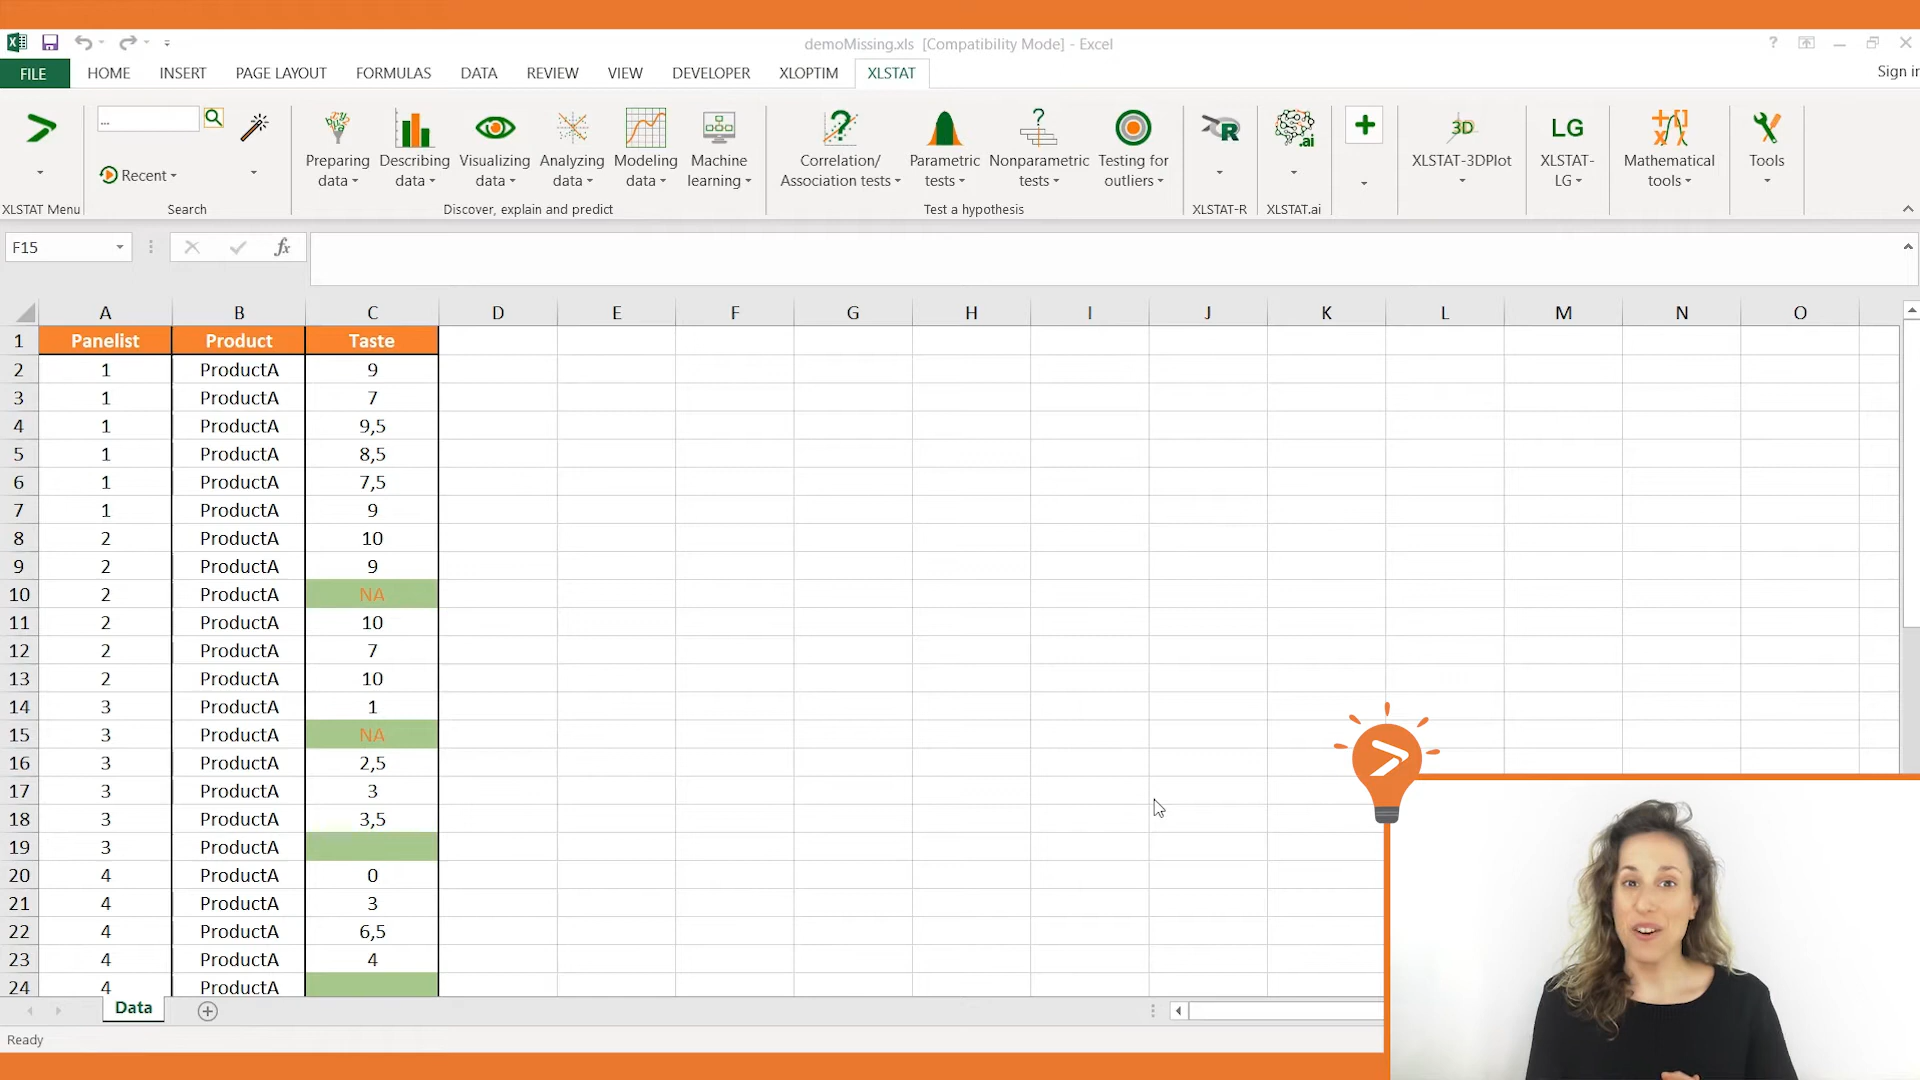 demoMissing.xls [Compatibility Mode] - Excel
?
FILE HOME INSERT PAGE LAYOUT FORMULAS DATA REVIEW VIEW DEVELOPER XLOPTIM XLSTAT
Sign in
...
Recent
Preparing data
Describing data
Visualizing data
Analyzing data
Modeling data
Machine learning
Correlation/ Association tests
Parametric tests
Nonparametric tests
Testing for outliers
R
.ai
3D
XLSTAT-3DPlot
LG
XLSTAT-LG
Mathematical tools
Tools
XLSTAT Menu
Search
Discover, explain and predict
Test a hypothesis
XLSTAT-R
XLSTAT.ai
F15
fx
A B C D E F G H I J K L M N O
1 Panelist Product Taste
2 1 ProductA 9
3 1 ProductA 7
4 1 ProductA 9,5
5 1 ProductA 8,5
6 1 ProductA 7,5
7 1 ProductA 9
8 2 ProductA 10
9 2 ProductA 9
10 2 ProductA NA
11 2 ProductA 10
12 2 ProductA 7
13 2 ProductA 10
14 3 ProductA 1
15 3 ProductA NA
16 3 ProductA 2,5
17 3 ProductA 3
18 3 ProductA 3,5
19 3 ProductA
20 4 ProductA 0
21 4 ProductA 3
22 4 ProductA 6,5
23 4 ProductA 4
24 4 ProductA
Data
Ready